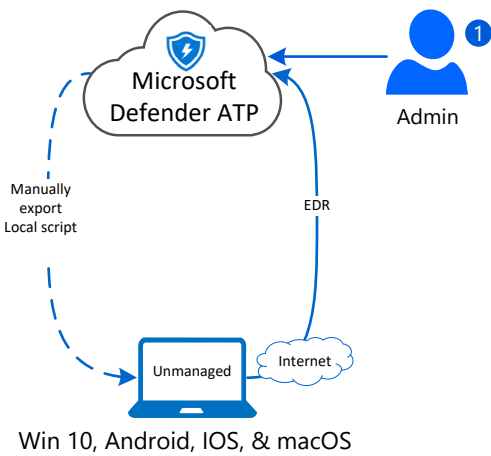 1
Microsoft
Defender ATP
Admin
Manually
export
Local script
EDR
Unmanaged
Internet
Win 10, Android, IOS, & macOS